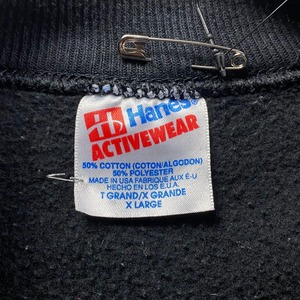 Hanes
ACTIVEWEAR
50% COTTON (COTON/ALGODON)
50% POLYESTER
MADE IN USA FABRIQUE AUX É-U
HECHO EN LOS E.U.A.
T GRAND/X GRANDE
X LARGE